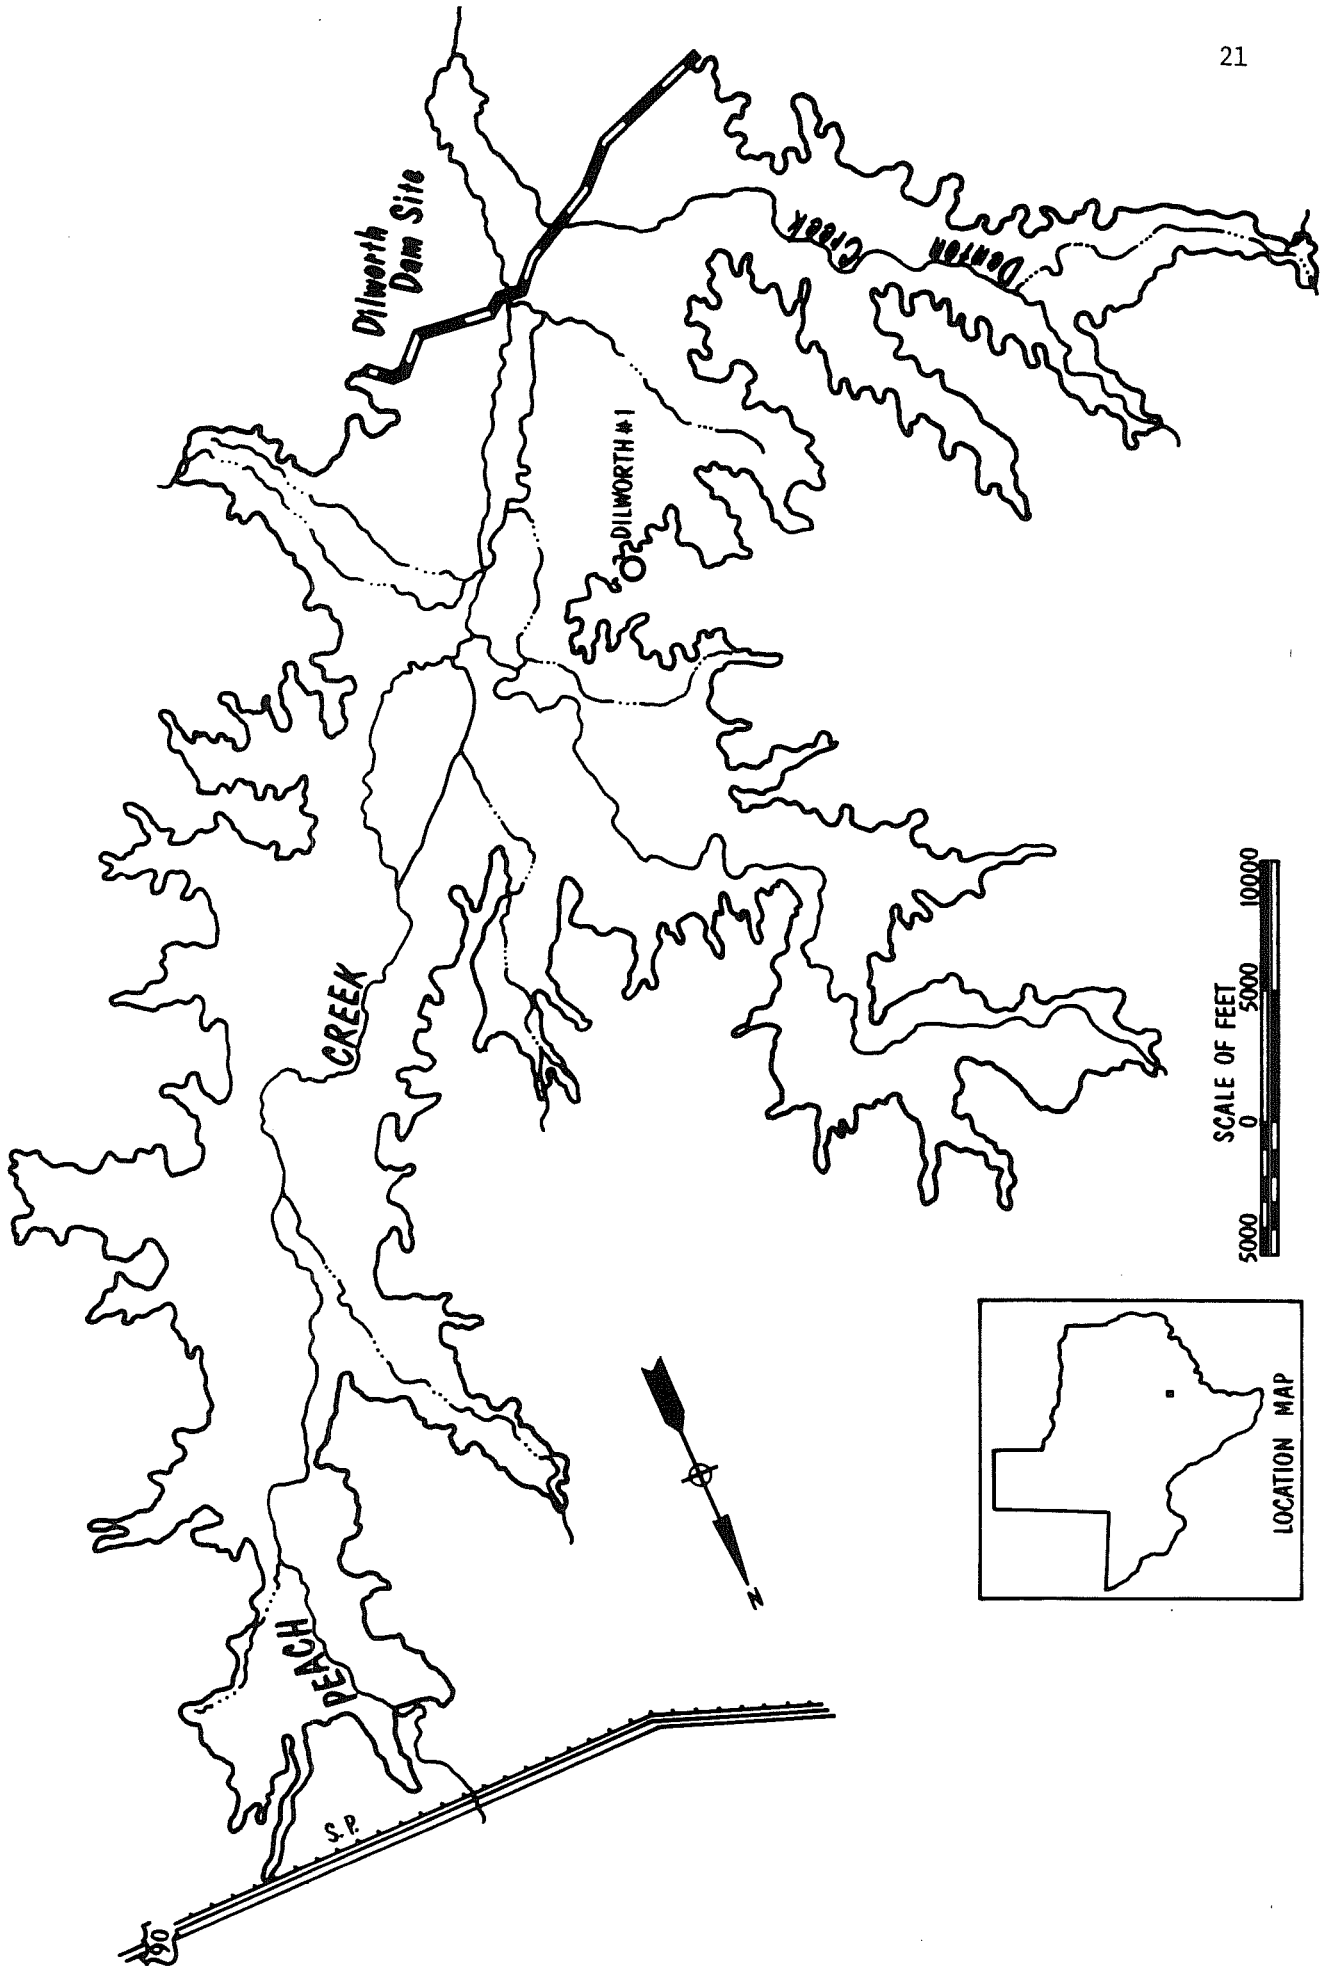 21
Dilworth
Dam Site
Denton
Creek
DILWORTH #1
CREEK
PEACH
S.P.
90
N
SCALE OF FEET
5000 0 5000 10000
LOCATION MAP